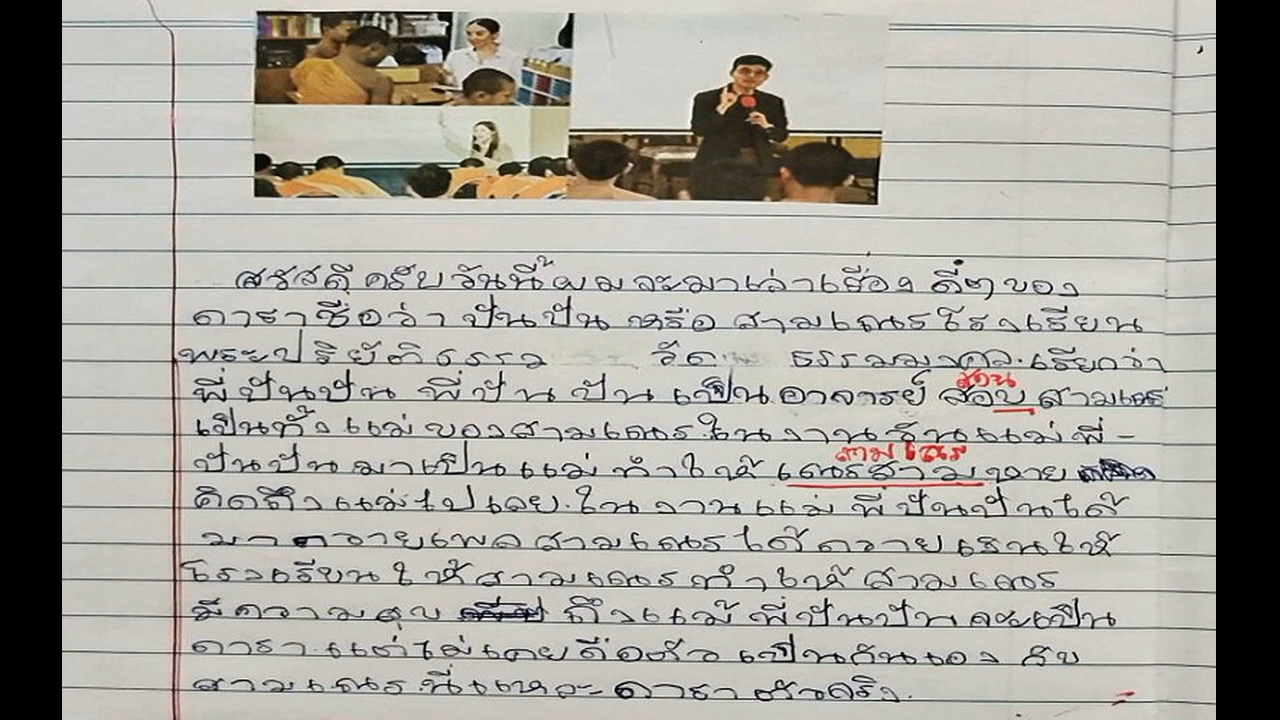 สวสดีครับวันนี้ผมจะมาเล่าเรื่องดีๆของ
ดาราชื่อว่า ปันปัน หรือ สามเณรโรงเรียน
พระปริยัติธรรม วัด ธรรมมงคล เรียกว่า
พี่ปันปัน พี่ปันปันเป็นอาจารย์ สอบ สามเณร
สอน
เป็นทั้งแม่ของสามเณร ในงานวันแม่พี่-
ปันปันมาเป็นแม่ ทำให้ เณรสามหาย
สามเณร
คิดถึงแม่ไปเลย ในงานแม่ พี่ปันปันได้
มาถวายเพลสามเณรได้ถวาย ให้
โรงเรียนให้สามเณรทำให้สามเณร
มีความสุข ถึงแม้พี่ปันปันจะเป็น
ดารา แต่ไม่เคยถือตัว เป็นกันเอง กับ
สามเณร นี่แหละ ดารา ตัวจริง.